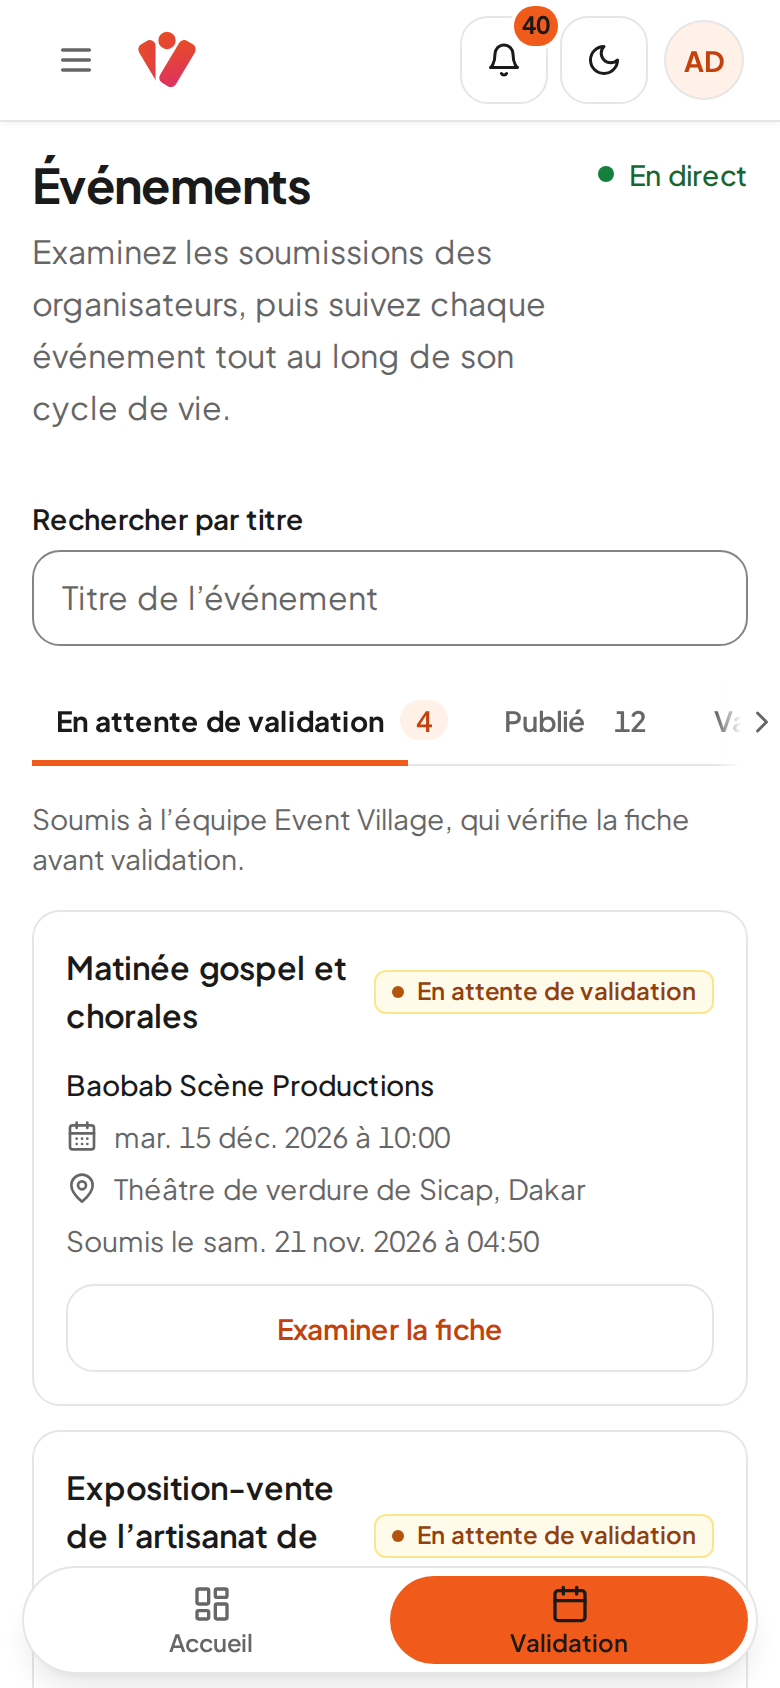 40
AD
Événements
En direct
Examinez les soumissions des
organisateurs, puis suivez chaque
événement tout au long de son
cycle de vie.
Rechercher par titre
Titre de l’événement
En attente de validation 4 Publié 12
Soumis à l’équipe Event Village, qui vérifie la fiche
avant validation.
Matinée gospel et
chorales
En attente de validation
Baobab Scène Productions
mar. 15 déc. 2026 à 10:00
Théâtre de verdure de Sicap, Dakar
Soumis le sam. 21 nov. 2026 à 04:50
Examiner la fiche
Exposition-vente
de l’artisanat de
En attente de validation
Accueil
Validation